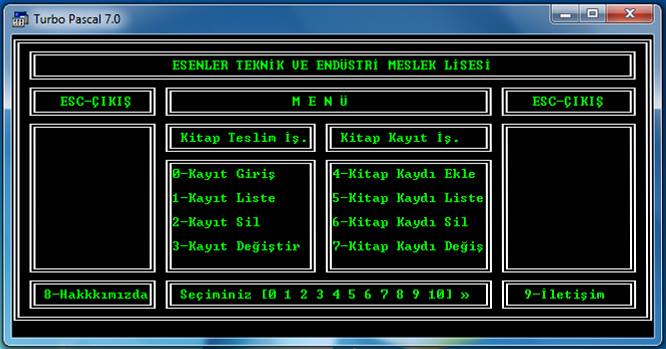 Turbo Pascal 7.0
ESENLER TEKNİK VE ENDÜSTRİ MESLEK LİSESİ
ESC-ÇIKIŞ
M E N Ü
ESC-ÇIKIŞ
Kitap Teslim İş.
Kitap Kayıt İş.
0-Kayıt Giriş
1-Kayıt Liste
2-Kayıt Sil
3-Kayıt Değiştir
4-Kitap Kaydı Ekle
5-Kitap Kaydı Liste
6-Kitap Kaydı Sil
7-Kitap Kaydı Değiş
8-Hakkkımızda
Seçiminiz [0 1 2 3 4 5 6 7 8 9 10] »
9-İletişim